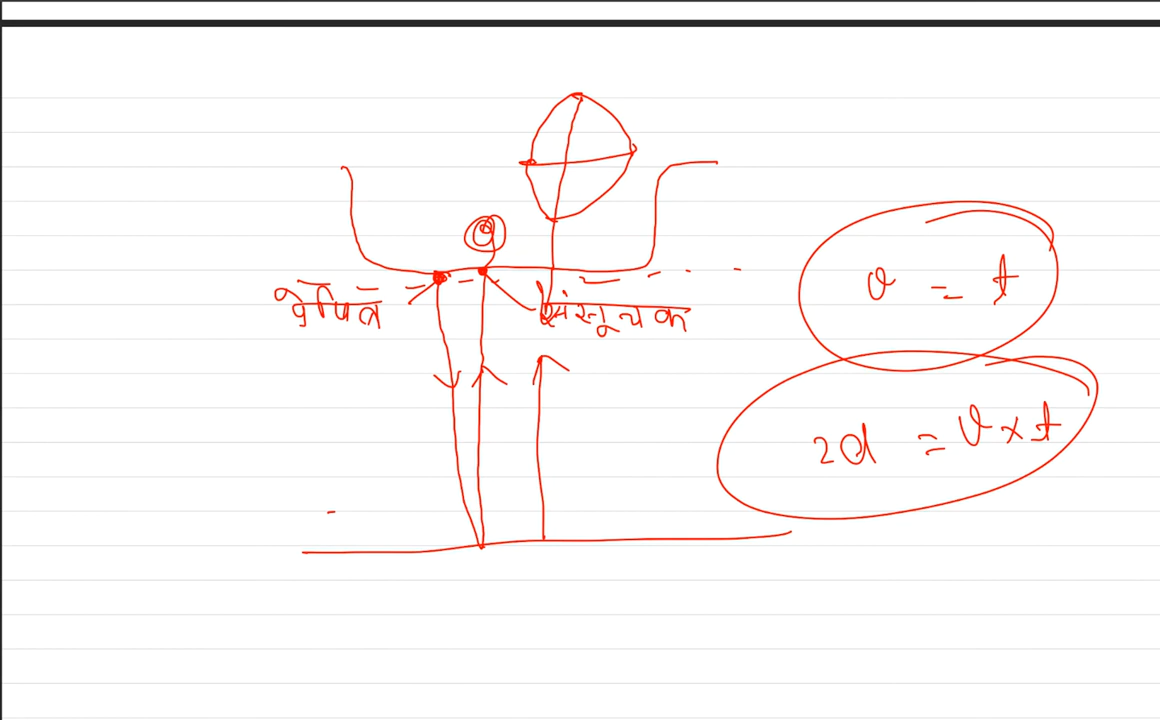 प्रेषित्र
संसूचक
v = t
2d = v × t